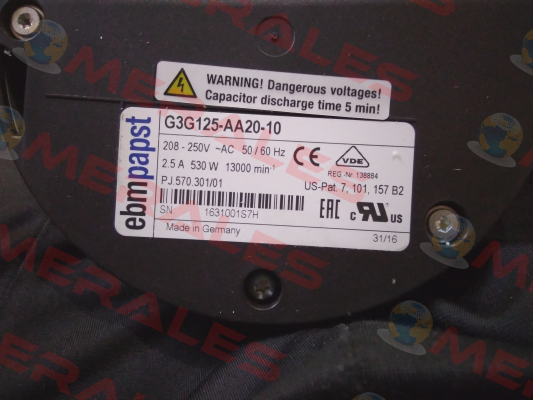 WARNING! Dangerous voltages!
Capacitor discharge time 5 min!
ebmpapst
G3G125-AA20-10
208 - 250V ~AC 50 / 60 Hz
2.5 A 530 W 13000 min⁻¹
PJ.570.301/01
CE
VDE
REG.-Nr. 138884
US-Pat. 7, 101, 157 B2
SN 1631001S7H
EAC
c RU us
Made in Germany
31/16
MERALES
MERALES
MERALES
MERALES